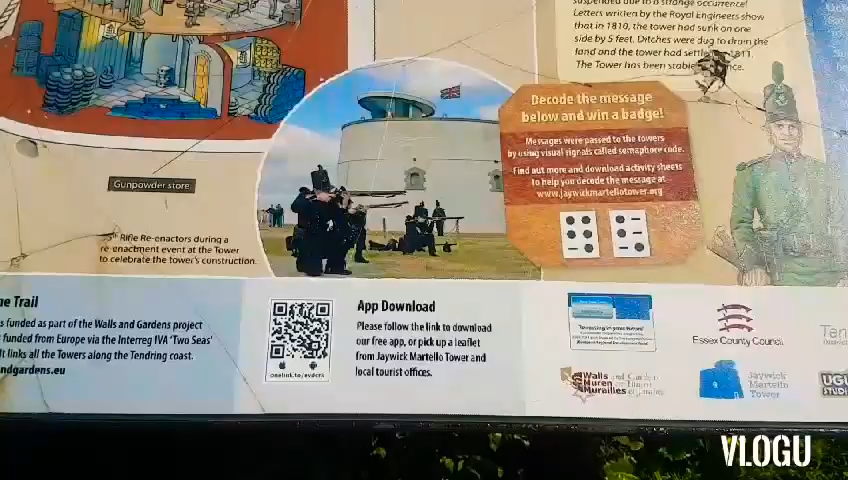 suspended due to a strange occurrence!
Letters written by the Royal Engineers show
that in 1810, the tower had sunk on one
side by 5 feet. Ditches were dug to drain the
land and the tower had 1811.
The Tower has been
Decode the message
below and win a badge!
Messages were passed to the towers
by using visual signals called semaphore code.
Find out more and download activity sheets
to help you decode the message at
www.jaywickmartellotower.org
Gunpowder store
Rifle Re-enactors during a
re-enactment event at the Tower
to celebrate the tower's construction.
ne Trail
s funded as part of the Walls and Gardens project
funded from Europe via the Interreg IVA 'Two Seas'
It links all the Towers along the Tendring coast.
ndgardens.eu
App Download
Please follow the link to download
our free app, or pick up a leaflet
from Jaywick Martello Tower and
local tourist offices.
Essex County Council
Walls
Muren
Murailles
Jaywick
Martello
Tower
VLOGU